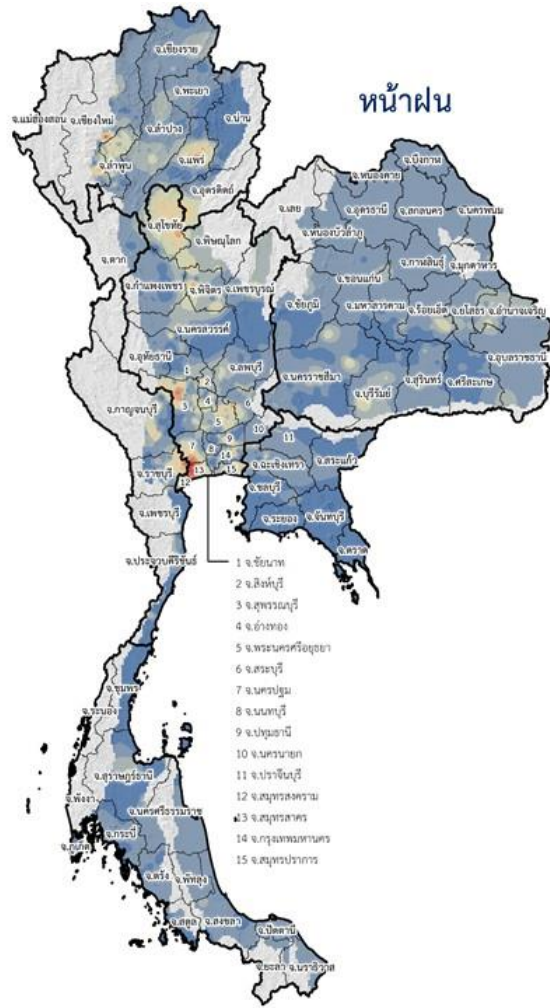 หน้าฝน
จ.เชียงราย
จ.พะเยา
จ.น่าน
จ.แม่ฮ่องสอน
จ.เชียงใหม่
จ.ลำปาง
จ.ลำพูน
จ.แพร่
จ.อุตรดิตถ์
จ.สุโขทัย
จ.พิษณุโลก
จ.ตาก
จ.กำแพงเพชร
จ.พิจิตร
จ.เพชรบูรณ์
จ.นครสวรรค์
จ.อุทัยธานี
จ.ลพบุรี
จ.บึงกาฬ
จ.หนองคาย
จ.เลย
จ.อุดรธานี
จ.สกลนคร
จ.นครพนม
จ.หนองบัวลำภู
จ.กาฬสินธุ์
จ.มุกดาหาร
จ.ขอนแก่น
จ.ชัยภูมิ
จ.มหาสารคาม
จ.ร้อยเอ็ด
จ.ยโสธร
จ.อำนาจเจริญ
จ.อุบลราชธานี
จ.นครราชสีมา
จ.บุรีรัมย์
จ.สุรินทร์
จ.ศรีสะเกษ
1
2
3
4
5
6
7
8
9
10
11
12
13
14
15
จ.กาญจนบุรี
จ.ราชบุรี
จ.เพชรบุรี
จ.ประจวบคีรีขันธ์
จ.ฉะเชิงเทรา
จ.สระแก้ว
จ.ชลบุรี
จ.ระยอง
จ.จันทบุรี
จ.ตราด
1 จ.ชัยนาท
2 จ.สิงห์บุรี
3 จ.สุพรรณบุรี
4 จ.อ่างทอง
5 จ.พระนครศรีอยุธยา
6 จ.สระบุรี
7 จ.นครปฐม
8 จ.นนทบุรี
9 จ.ปทุมธานี
10 จ.นครนายก
11 จ.ปราจีนบุรี
12 จ.สมุทรสงคราม
13 จ.สมุทรสาคร
14 จ.กรุงเทพมหานคร
15 จ.สมุทรปราการ
จ.ชุมพร
จ.ระนอง
จ.สุราษฎร์ธานี
จ.พังงา
จ.นครศรีธรรมราช
จ.กระบี่
จ.ภูเก็ต
จ.ตรัง
จ.พัทลุง
จ.สตูล
จ.สงขลา
จ.ปัตตานี
จ.ยะลา
จ.นราธิวาส